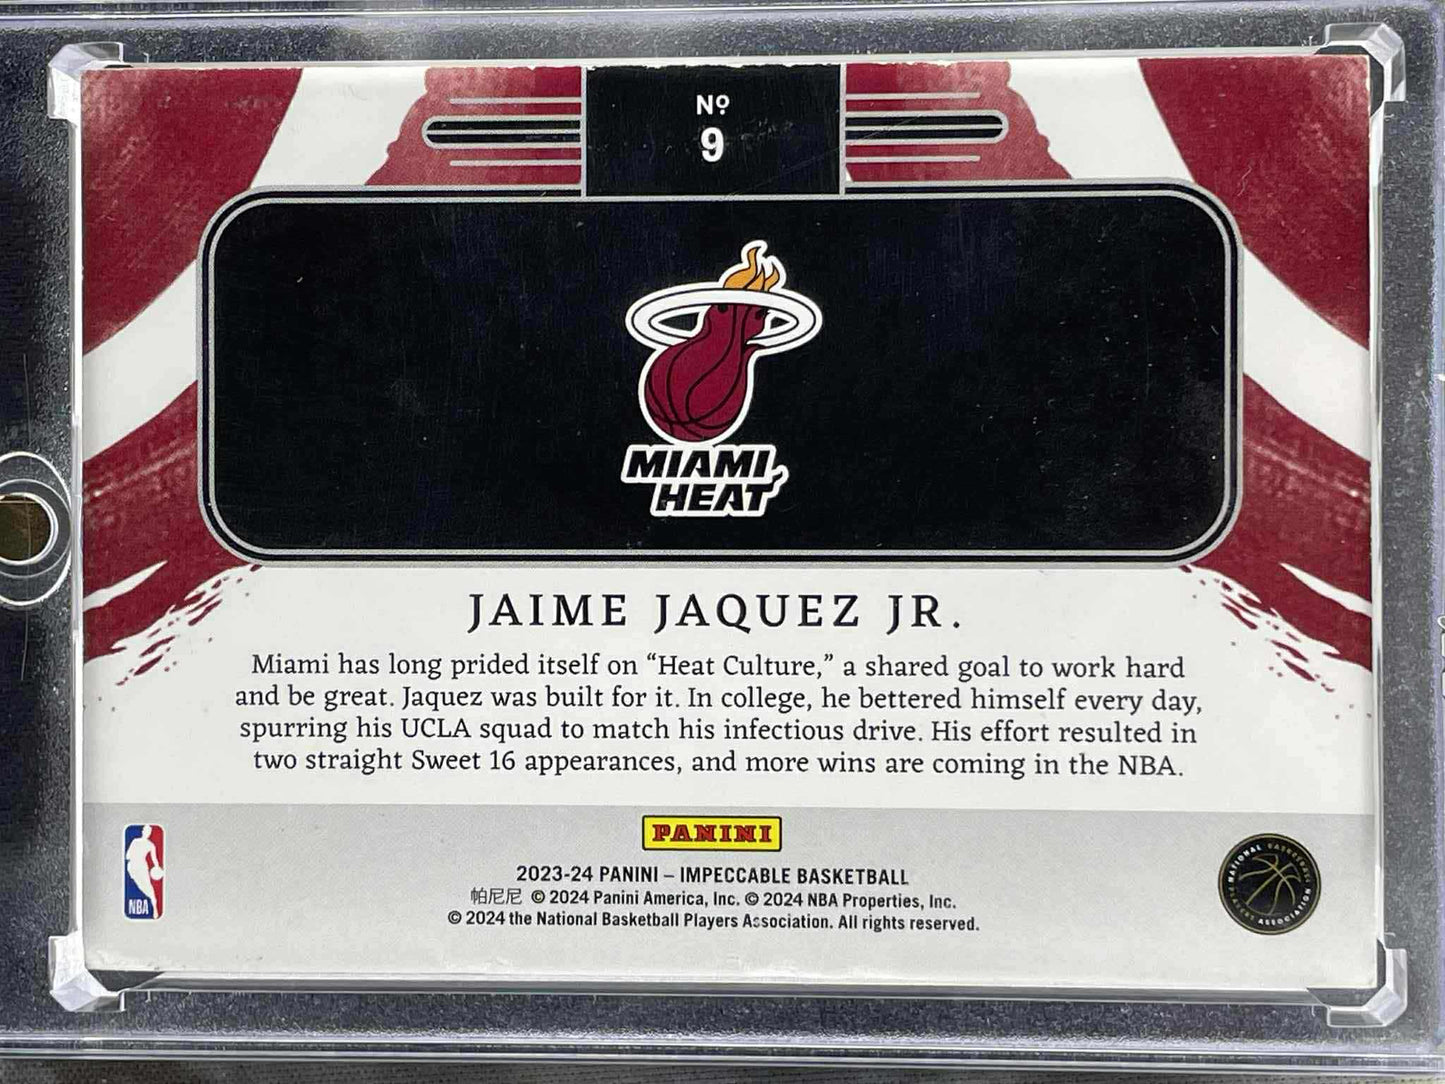 Nº
9
MIAMI
HEAT
JAIME JAQUEZ JR.
Miami has long prided itself on “Heat Culture,” a shared goal to work hard
and be great. Jaquez was built for it. In college, he bettered himself every day,
spurring his UCLA squad to match his infectious drive. His effort resulted in
two straight Sweet 16 appearances, and more wins are coming in the NBA.
PANINI
2023-24 PANINI – IMPECCABLE BASKETBALL
帕尼尼 © 2024 Panini America, Inc. © 2024 NBA Properties, Inc.
© 2024 the National Basketball Players Association. All rights reserved.
NBA
NATIONAL BASKETBALL PLAYERS ASSOCIATION